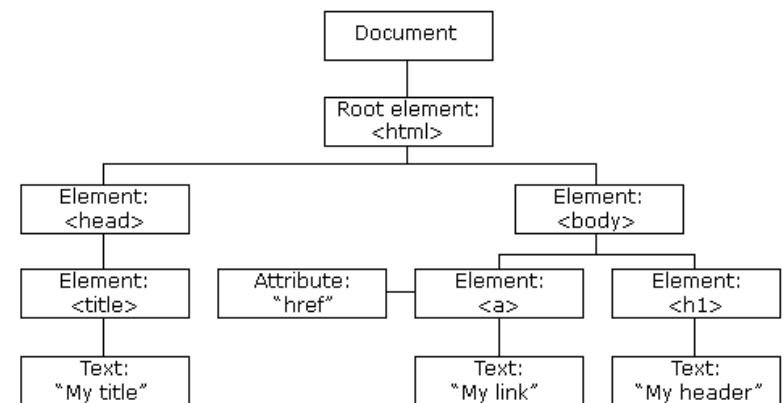 Document
Root element:
<html>
Element:
<head>
Element:
<body>
Element:
<title>
Attribute:
“href”
Element:
<a>
Element:
<h1>
Text:
“My title”
Text:
“My link”
Text:
“My header”